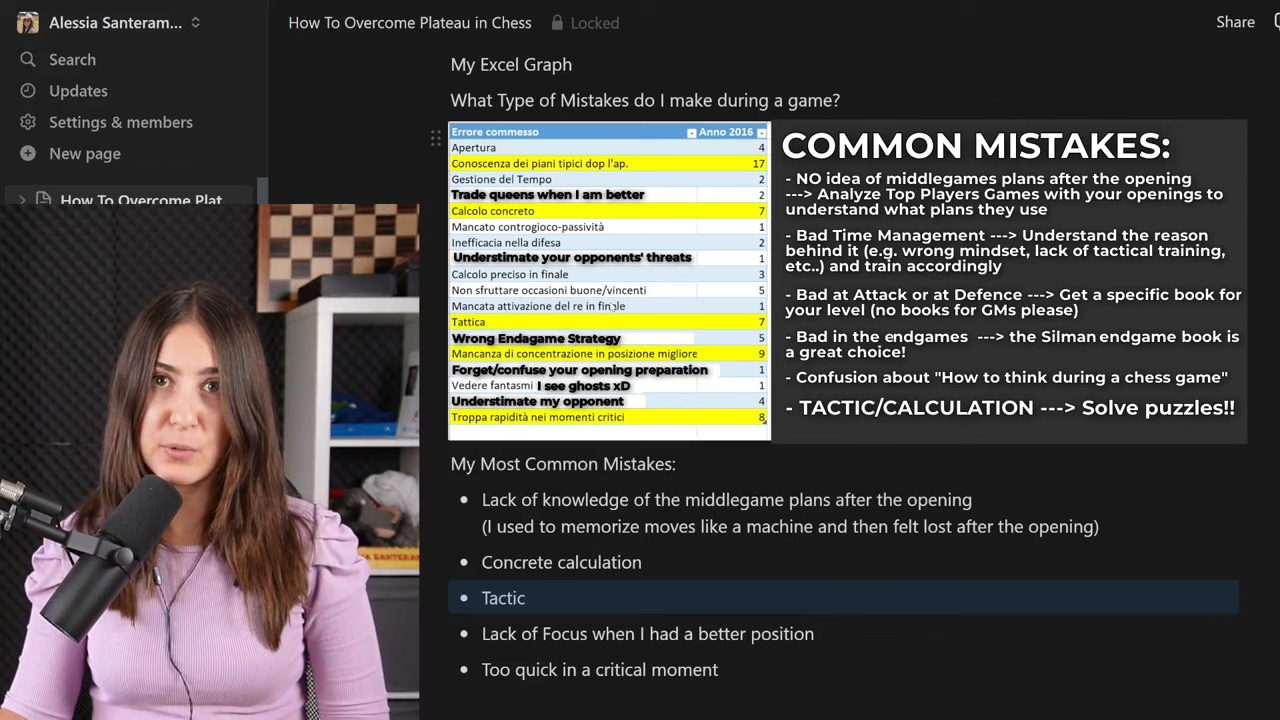 Alessia Santeram...
Search
Updates
Settings & members
New page
How To Overcome Plat
How To Overcome Plateau in Chess
Locked
Share
My Excel Graph
What Type of Mistakes do I make during a game?
Errore commesso Anno 2016
Apertura 4
Conoscenza dei piani tipici dop l'ap. 17
Gestione del Tempo 2
Trade queens when I am better 2
Calcolo concreto 7
Mancato controgioco-passività 1
Inefficacia nella difesa 2
Understimate your opponents' threats 1
Calcolo preciso in finale 3
Non sfruttare occasioni buone/vincenti 5
Mancata attivazione del re in finale 1
Tattica 7
Wrong Endagame Strategy 5
Mancanza di concentrazione in posizione migliore 9
Forget/confuse your opening preparation 1
Vedere fantasmi I see ghosts xD 1
Understimate my opponent 4
Troppa rapidità nei momenti critici 8
COMMON MISTAKES:
- NO idea of middlegames plans after the opening
---> Analyze Top Players Games with your openings to
understand what plans they use
- Bad Time Management ---> Understand the reason
behind it (e.g. wrong mindset, lack of tactical training,
etc..) and train accordingly
- Bad at Attack or at Defence ---> Get a specific book for
your level (no books for GMs please)
- Bad in the endgames ---> the Silman endgame book is
a great choice!
- Confusion about "How to think during a chess game"
- TACTIC/CALCULATION ---> Solve puzzles!!
My Most Common Mistakes:
• Lack of knowledge of the middlegame plans after the opening
(I used to memorize moves like a machine and then felt lost after the opening)
• Concrete calculation
• Tactic
• Lack of Focus when I had a better position
• Too quick in a critical moment